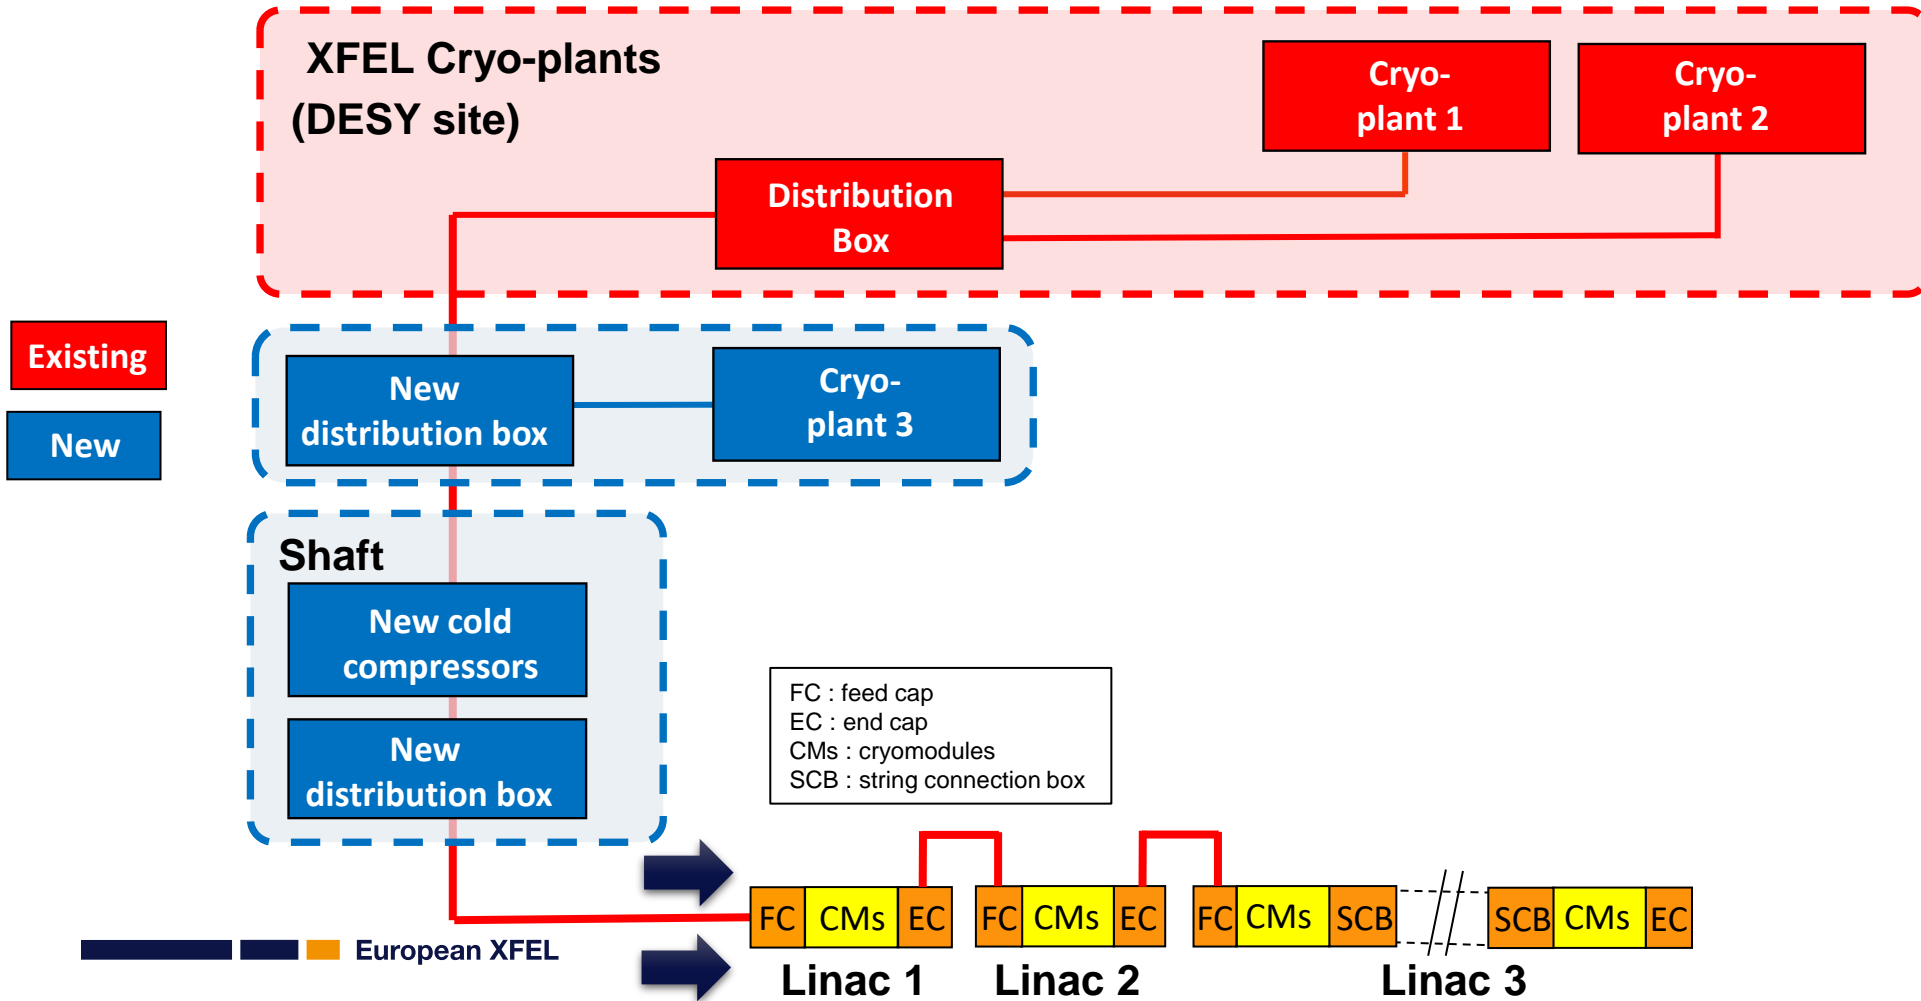 XFEL Cryo-plants
(DESY site)
Cryo-
plant 1
Cryo-
plant 2
Distribution
Box
Existing
New
New
distribution box
Cryo-
plant 3
Shaft
New cold
compressors
New
distribution box
FC : feed cap
EC : end cap
CMs : cryomodules
SCB : string connection box
FC CMs EC FC CMs EC FC CMs SCB SCB CMs EC
European XFEL
Linac 1 Linac 2 Linac 3